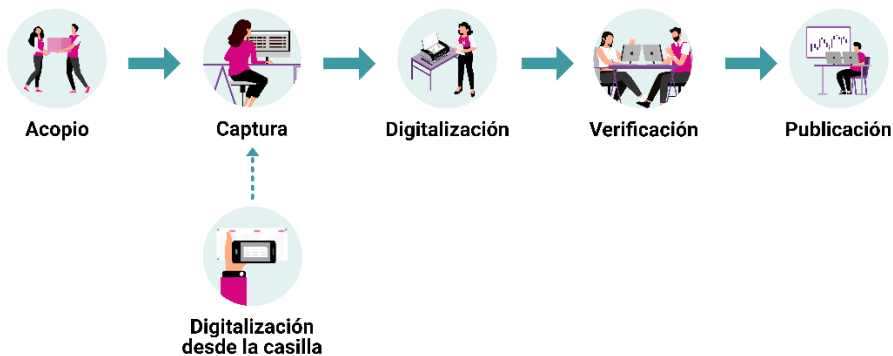 Acopio
Captura
Digitalización
Verificación
Publicación
Digitalización
desde la casilla